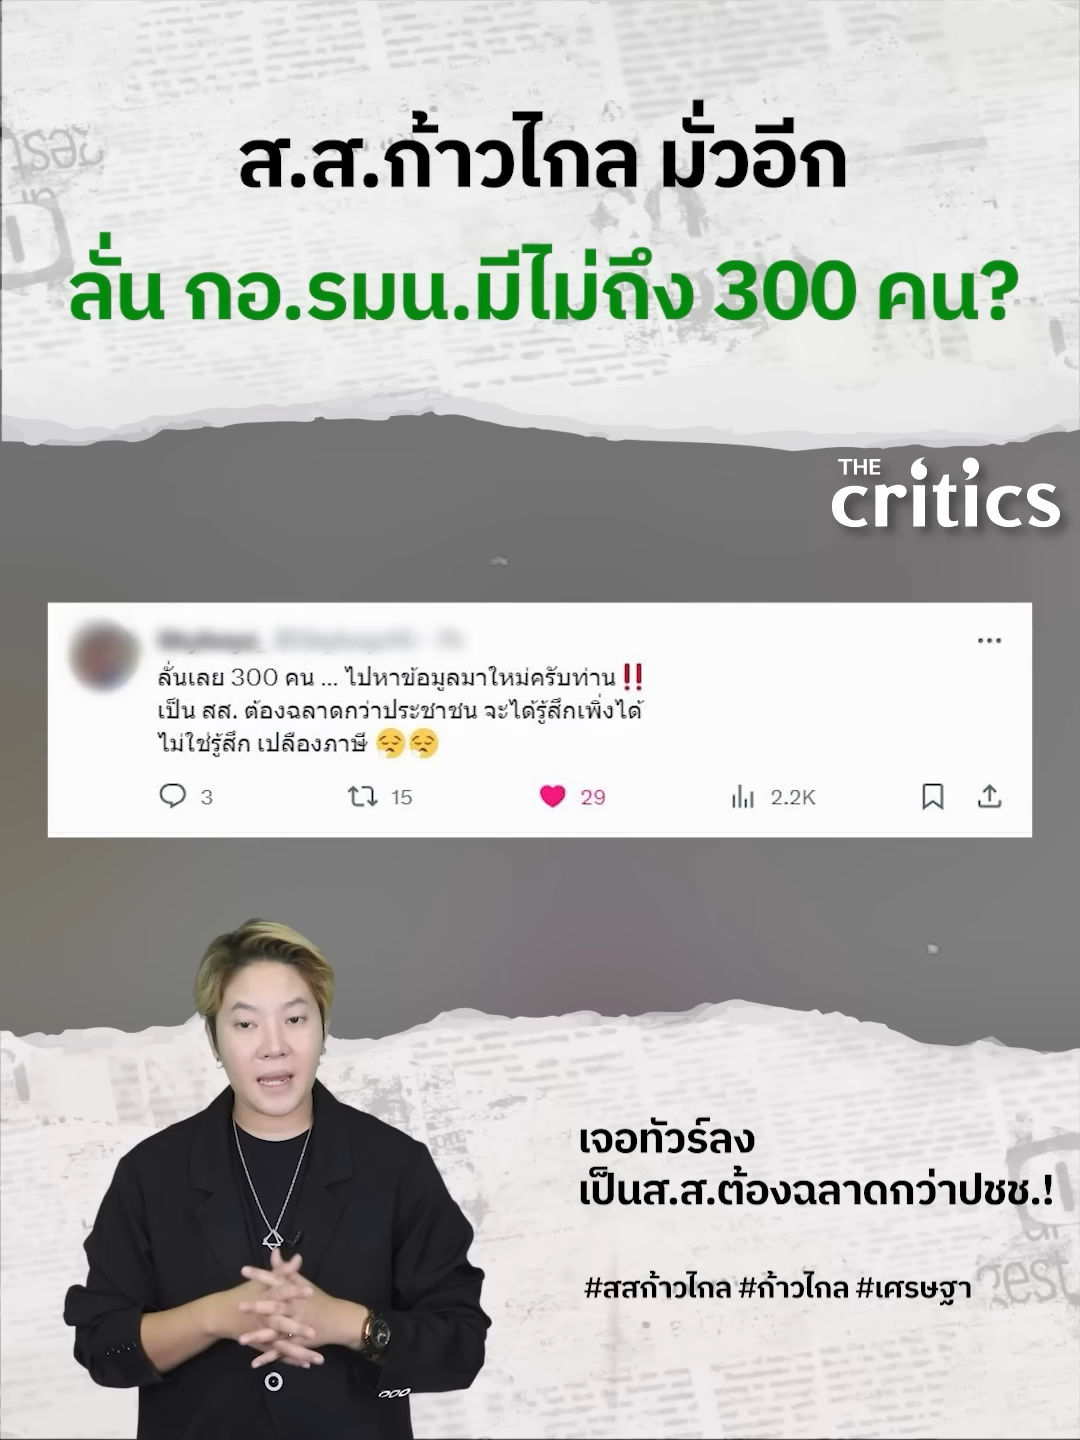 ส.ส.ก้าวไกล มั่วอีก
ลั่น กอ.รมน.มีไม่ถึง 300 คน?
THE
critics
ลั่นเลย 300 คน ... ไปหาข้อมูลมาใหม่ครับท่าน‼️
เป็น สส. ต้องฉลาดกว่าประชาชน จะได้รู้สึกเพิ่งได้
ไม่ใช่รู้สึก เปลืองภาษี 😮‍💨😮‍💨
3 15 29 2.2K
เจอทัวร์ลง
เป็นส.ส.ต้องฉลาดกว่าปชช.!
#สสก้าวไกล #ก้าวไกล #เศรษฐา